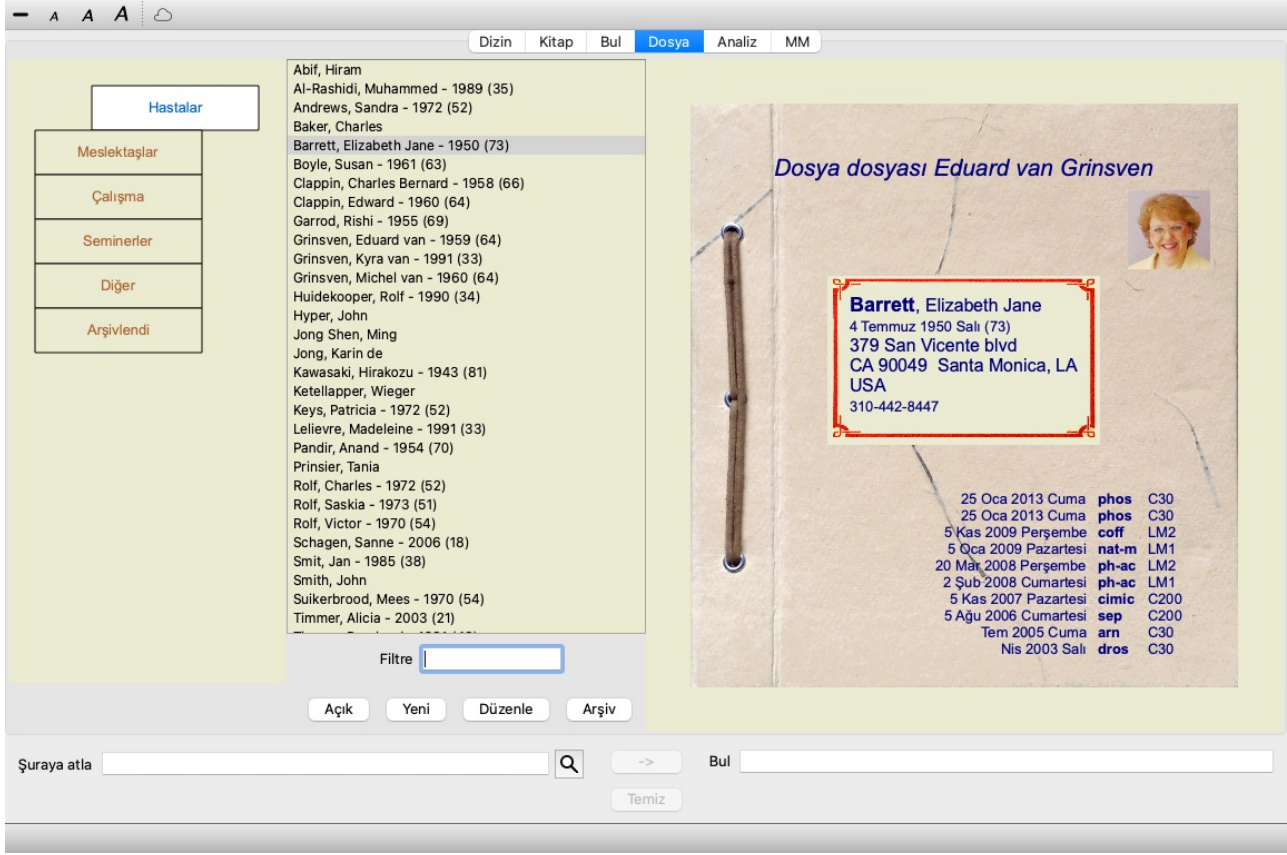 A A A
Dizin Kitap Bul Dosya Analiz MM
Hastalar
Meslektaşlar
Çalışma
Seminerler
Diğer
Arşivlendi
Abif, Hiram
Al-Rashidi, Muhammed - 1989 (35)
Andrews, Sandra - 1972 (52)
Baker, Charles
Barrett, Elizabeth Jane - 1950 (73)
Boyle, Susan - 1961 (63)
Clappin, Charles Bernard - 1958 (66)
Clappin, Edward - 1960 (64)
Garrod, Rishi - 1955 (69)
Grinsven, Eduard van - 1959 (64)
Grinsven, Kyra van - 1991 (33)
Grinsven, Michel van - 1960 (64)
Huidekooper, Rolf - 1990 (34)
Hyper, John
Jong Shen, Ming
Jong, Karin de
Kawasaki, Hirakozu - 1943 (81)
Ketellapper, Wieger
Keys, Patricia - 1972 (52)
Lelievre, Madeleine - 1991 (33)
Pandir, Anand - 1954 (70)
Prinsier, Tania
Rolf, Charles - 1972 (52)
Rolf, Saskia - 1973 (51)
Rolf, Victor - 1970 (54)
Schagen, Sanne - 2006 (18)
Smit, Jan - 1985 (38)
Smith, John
Suikerbrood, Mees - 1970 (54)
Timmer, Alicia - 2003 (21)
Filtre
Açık Yeni Düzenle Arşiv
Dosya dosyası Eduard van Grinsven
Barrett, Elizabeth Jane
4 Temmuz 1950 Salı (73)
379 San Vicente blvd
CA 90049 Santa Monica, LA
USA
310-442-8447
25 Oca 2013 Cuma phos C30
25 Oca 2013 Cuma phos C30
5 Kas 2009 Perşembe coff LM2
5 Oca 2009 Pazartesi nat-m LM1
20 Mar 2008 Perşembe ph-ac LM2
2 Şub 2008 Cumartesi ph-ac LM1
5 Kas 2007 Pazartesi cimic C200
5 Ağu 2006 Cumartesi sep C200
Tem 2005 Cuma arn C30
Nis 2003 Salı dros C30
Şuraya atla -> Bul
Temiz